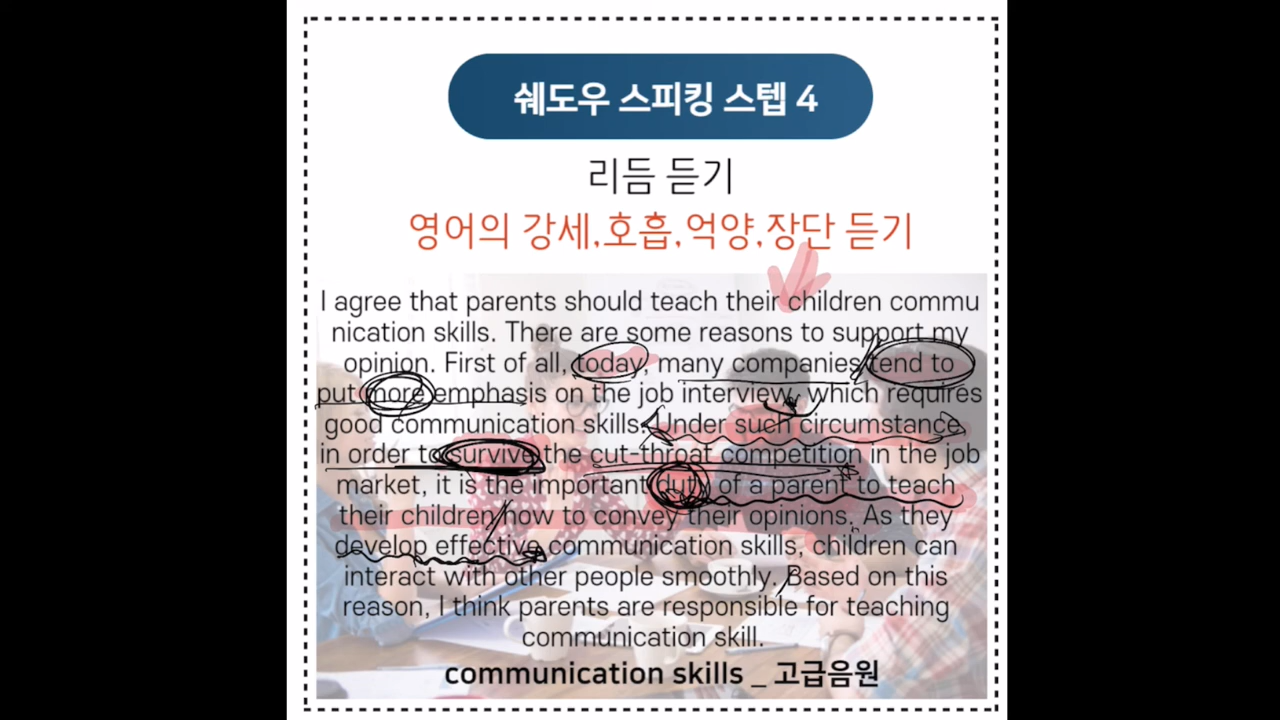 쉐도우 스피킹 스텝 4
리듬 듣기
영어의 강세,호흡,억양,장단 듣기
I agree that parents should teach their children commu
nication skills. There are some reasons to support my
opinion. First of all, today, many companies tend to
put more emphasis on the job interview, which requires
good communication skills. Under such circumstance,
in order to survive the cut-throat competition in the job
market, it is the important duty of a parent to teach
their children how to convey their opinions. As they
develop effective communication skills, children can
interact with other people smoothly. Based on this
reason, I think parents are responsible for teaching
communication skill.
communication skills _ 고급음원